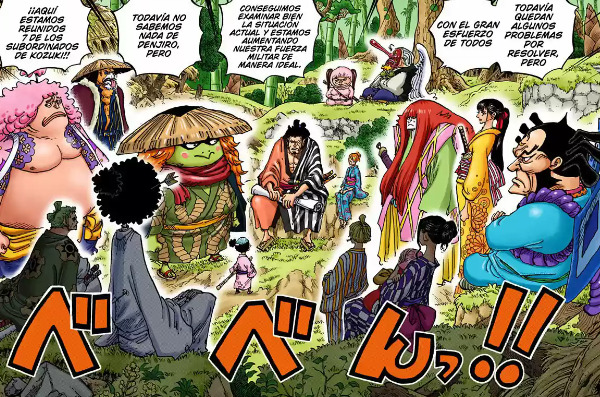 ¡¡AQUÍ
ESTAMOS
REUNIDOS
7 DE LOS
SUBORDINADOS
DE KOZUKI!!!
TODAVÍA NO
SABEMOS
NADA DE
DENJIRO,
PERO
CONSEGUIMOS
EXAMINAR BIEN
LA SITUACIÓN
ACTUAL Y ESTAMOS
AUMENTANDO
NUESTRA FUERZA
MILITAR DE
MANERA IDEAL.
CON EL GRAN
ESFUERZO
DE TODOS
TODAVÍA
QUEDAN
ALGUNOS
PROBLEMAS
POR
RESOLVER,
PERO
べべんっ!!